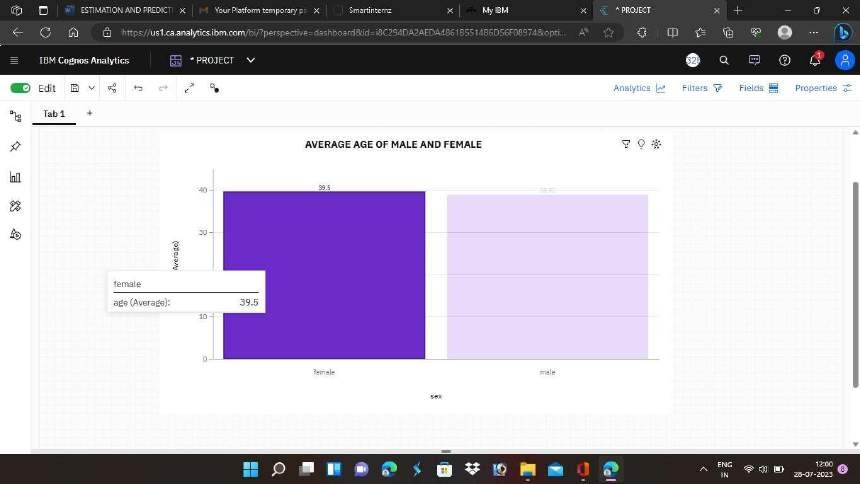 ESTIMATION AND PREDICTI
Your Platform temporary pa
Smartinternz
My IBM
* PROJECT
https://us1.ca.analytics.ibm.com/bi/?perspective=dashboard&id=i8C294DA2AEDA4861B551486D56F08974&opti...
IBM Cognos Analytics
* PROJECT
1
Edit
Analytics
Filters
Fields
Properties
Tab 1
AVERAGE AGE OF MALE AND FEMALE
39.5
40
30
Average)
female
age (Average): 39.5
10
0
female
male
sex
ENG
IN
12:00
28-07-2023